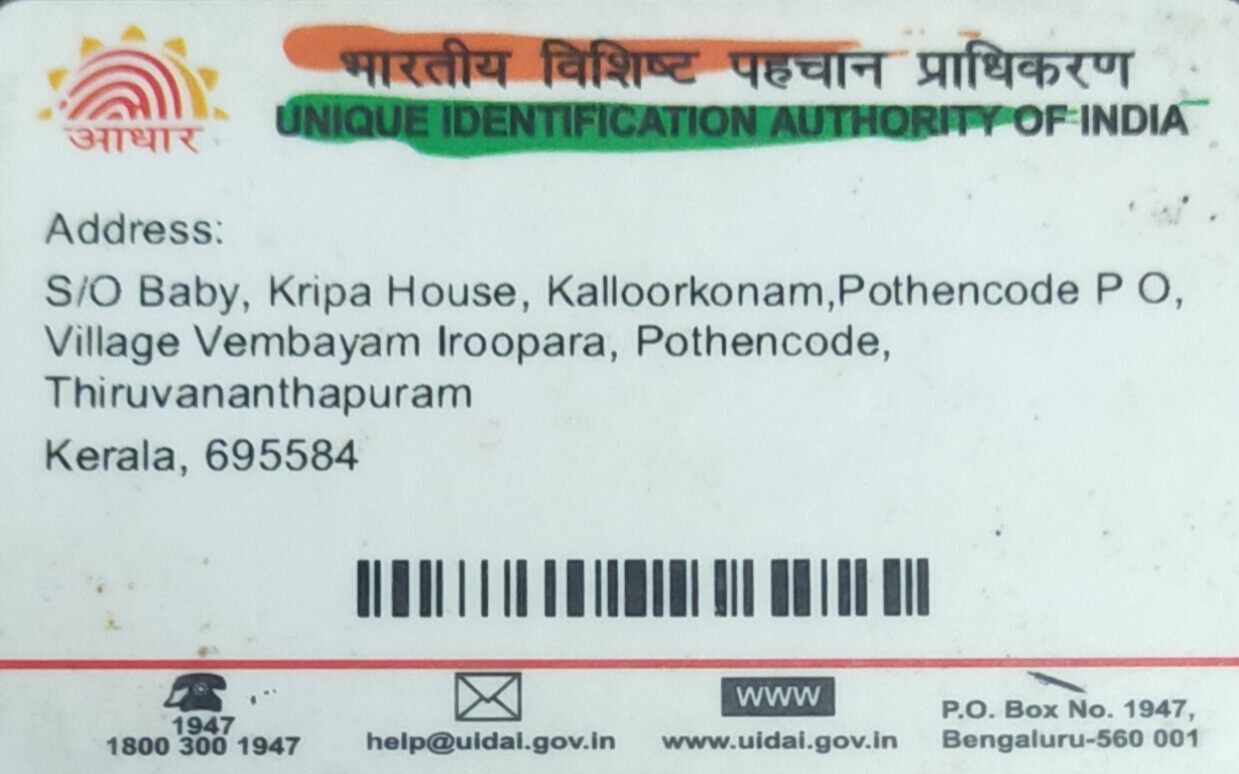 आधार
भारतीय विशिष्ट पहचान प्राधिकरण
UNIQUE IDENTIFICATION AUTHORITY OF INDIA
Address:
S/O Baby, Kripa House, Kalloorkonam,Pothencode P O,
Village Vembayam Iroopara, Pothencode,
Thiruvananthapuram
Kerala, 695584
1947
1800 300 1947
help@uidai.gov.in
WWW
www.uidai.gov.in
P.O. Box No. 1947,
Bengaluru-560 001